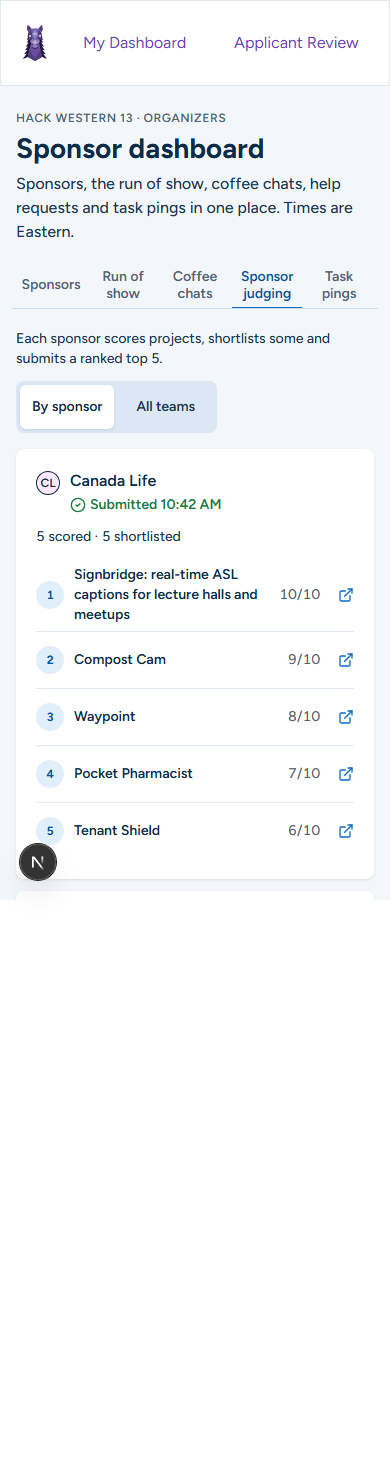 My Dashboard
Applicant Review
HACK WESTERN 13 · ORGANIZERS
Sponsor dashboard
Sponsors, the run of show, coffee chats, help
requests and task pings in one place. Times are
Eastern.
Sponsors
Run of
show
Coffee
chats
Sponsor
judging
Task
pings
Each sponsor scores projects, shortlists some and
submits a ranked top 5.
By sponsor
All teams
CL
Canada Life
Submitted 10:42 AM
5 scored · 5 shortlisted
1
Signbridge: real-time ASL
captions for lecture halls and
meetups
10/10
2
Compost Cam
9/10
3
Waypoint
8/10
4
Pocket Pharmacist
7/10
5
Tenant Shield
6/10
N